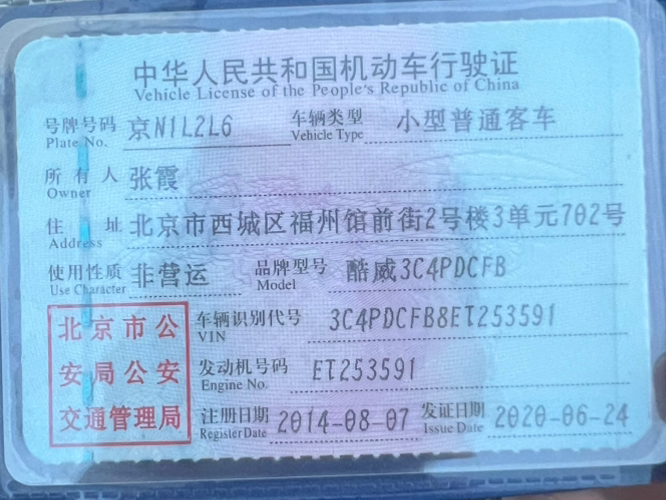 中华人民共和国机动车行驶证
Vehicle License of the People's Republic of China
号牌号码 京N1L2L6 车辆类型 小型普通客车
Plate No. Vehicle Type
所有人 张霞
Owner
住址 北京市西城区福州馆前街2号楼3单元702号
Address
使用性质 非营运 品牌型号 酷威3C4PDCFB
Use Character Model
北京市公 车辆识别代号 3C4PDCFB8ET253591
VIN
安局公安 发动机号码 ET253591
Engine No.
交通管理局 注册日期 2014-08-07 发证日期 2020-06-24
Register Date Issue Date